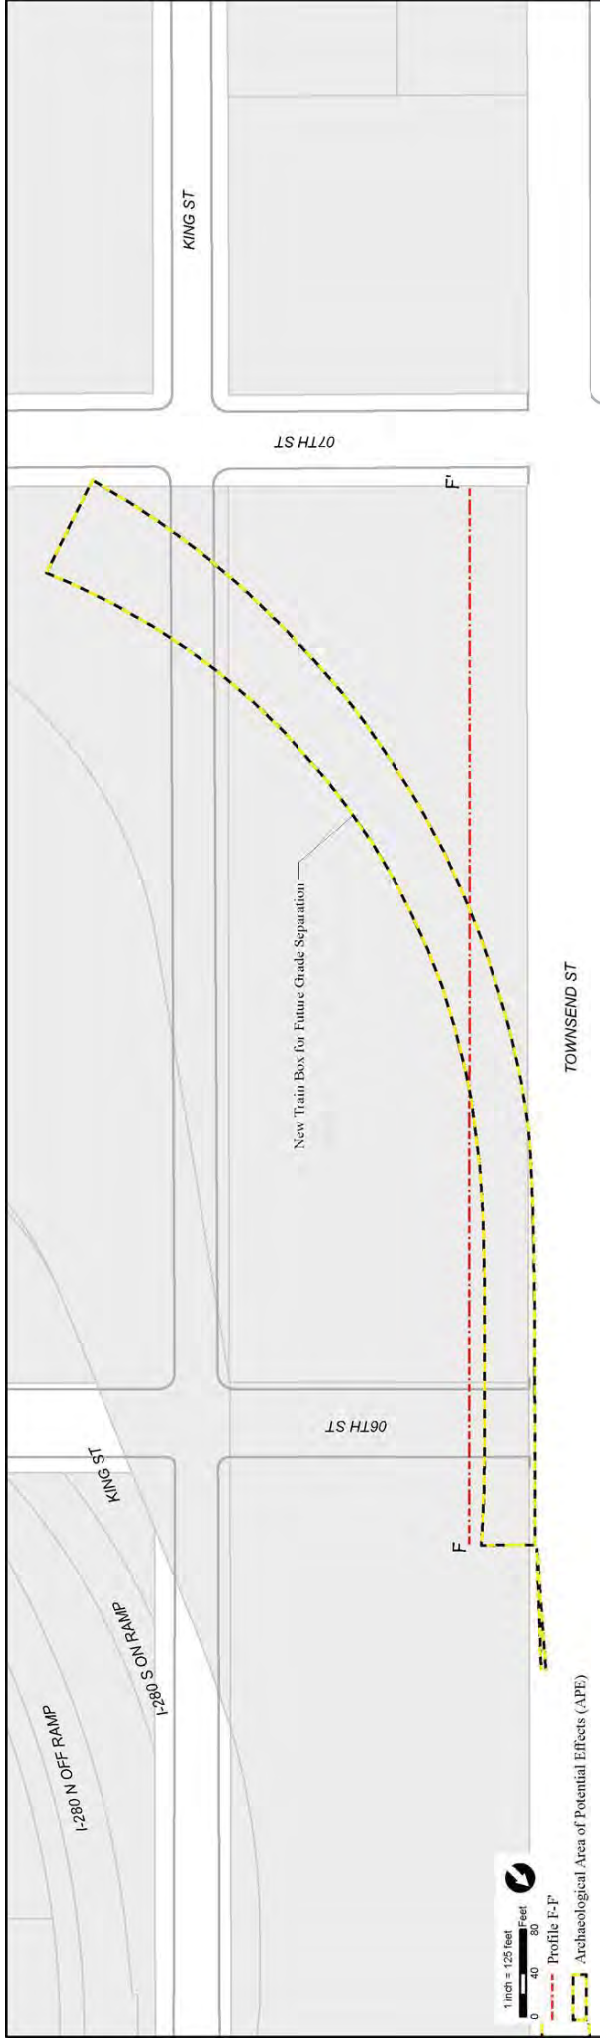 KING ST
07TH ST
F'
New Train Box for Future Grade Separation
TOWNSEND ST
06TH ST
KING ST
F
I-280 S ON RAMP
I-280 N OFF RAMP
1 inch = 125 feet
Feet
0 40 80
Profile F-F'
Archaeological Area of Potential Effects (APE)